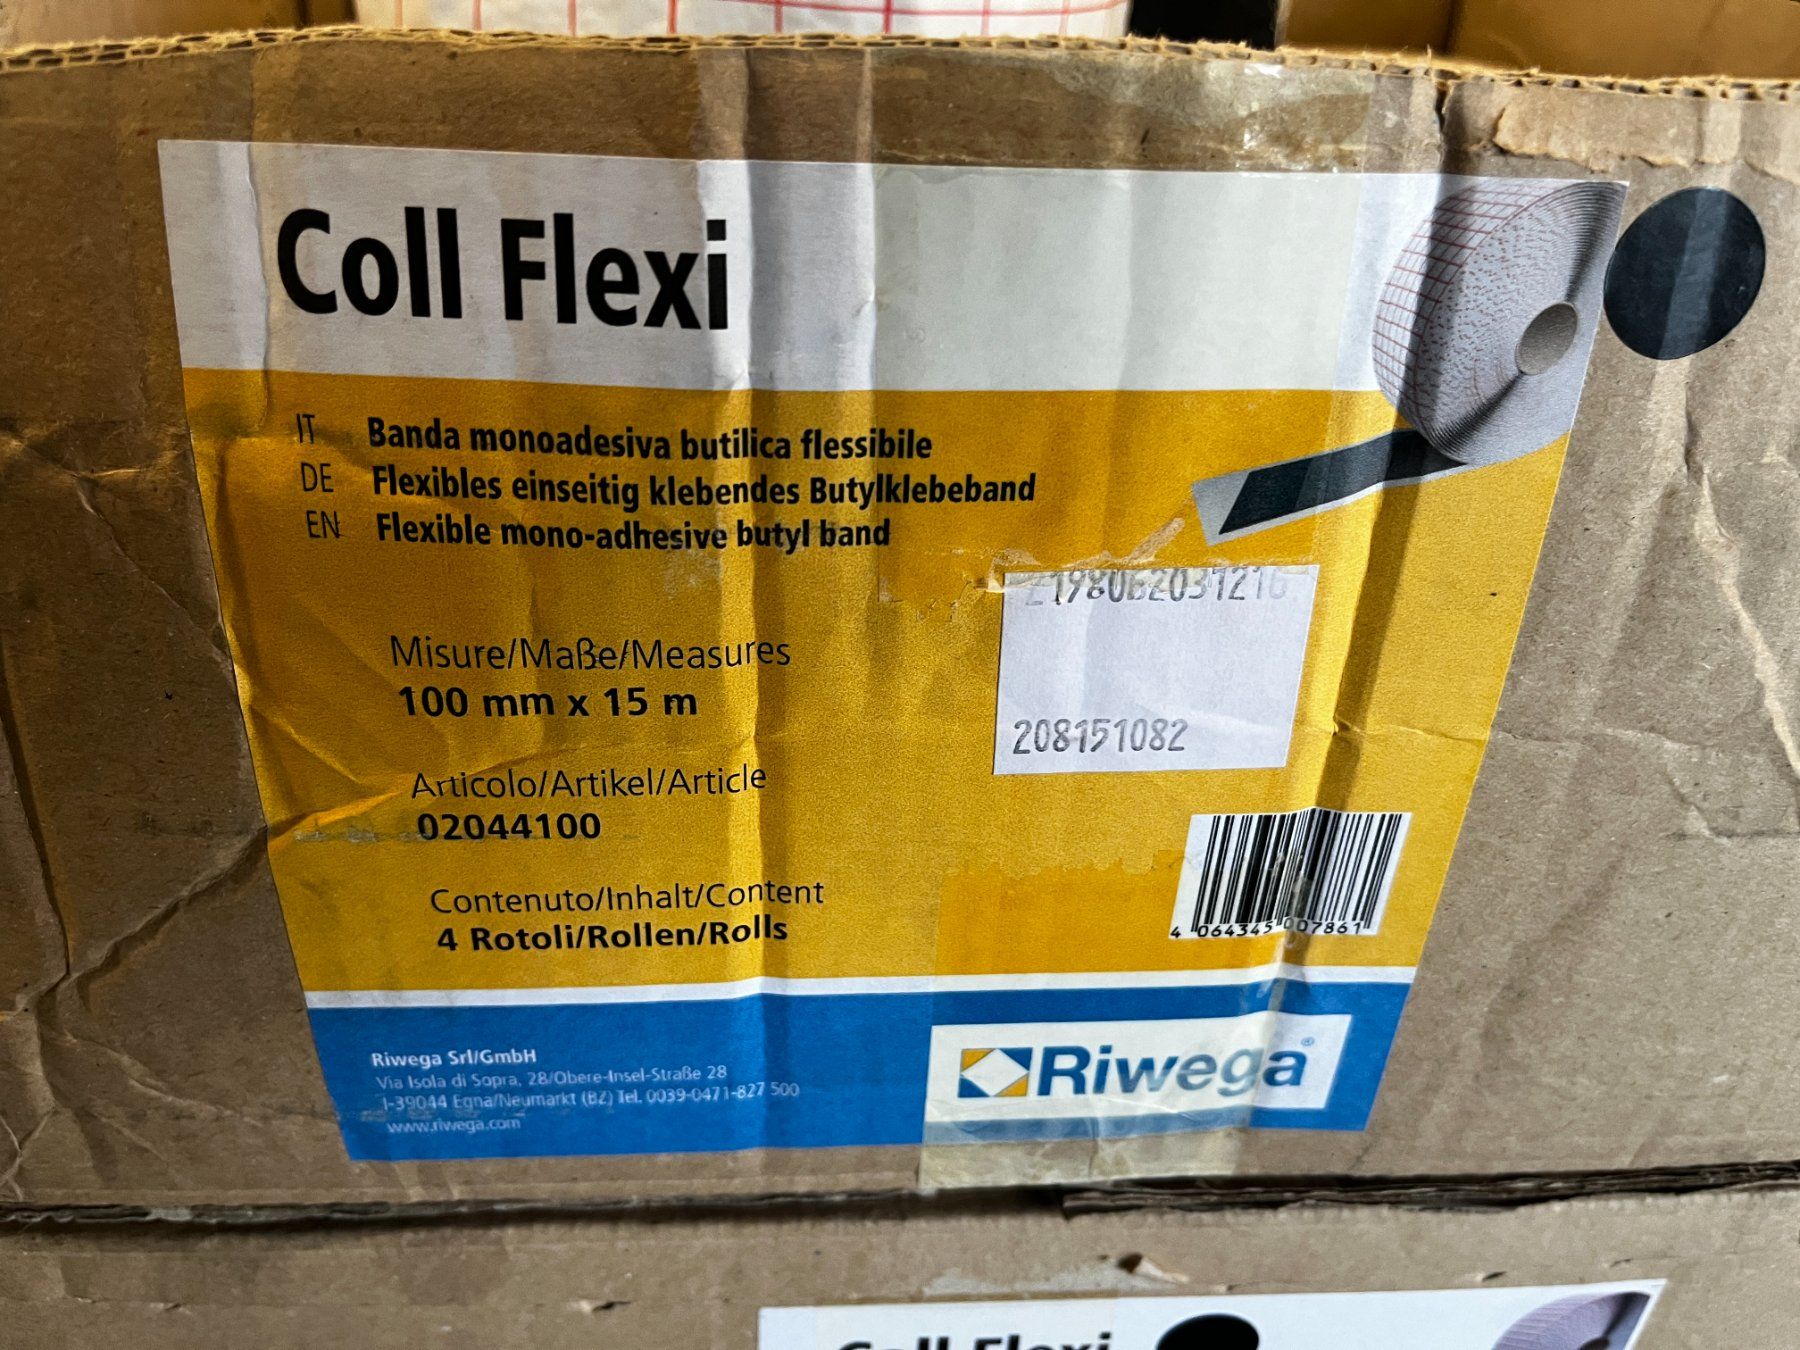 Coll Flexi
IT Banda monoadesiva butilica flessibile
DE Flexibles einseitig klebendes Butylklebeband
EN Flexible mono-adhesive butyl band
Misure/Maße/Measures
100 mm x 15 m
208151082
Articolo/Artikel/Article
02044100
Contenuto/Inhalt/Content
4 Rotoli/Rollen/Rolls
4 064345 007861
Riwega Srl/GmbH
Via Isola di Sopra, 28/Obere-Insel-Straße 28
I-39044 Egna/Neumarkt (BZ) Tel. 0039-0471-827 500
www.riwega.com
Riwega®
Coll Flexi